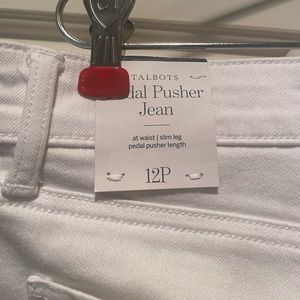 TALBOTS
dal Pusher
Jean
at waist | slim leg
pedal pusher length
12P